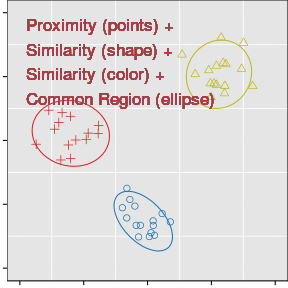 Proximity (points) +
Similarity (shape) +
Similarity (color) +
Common Region (ellipse)